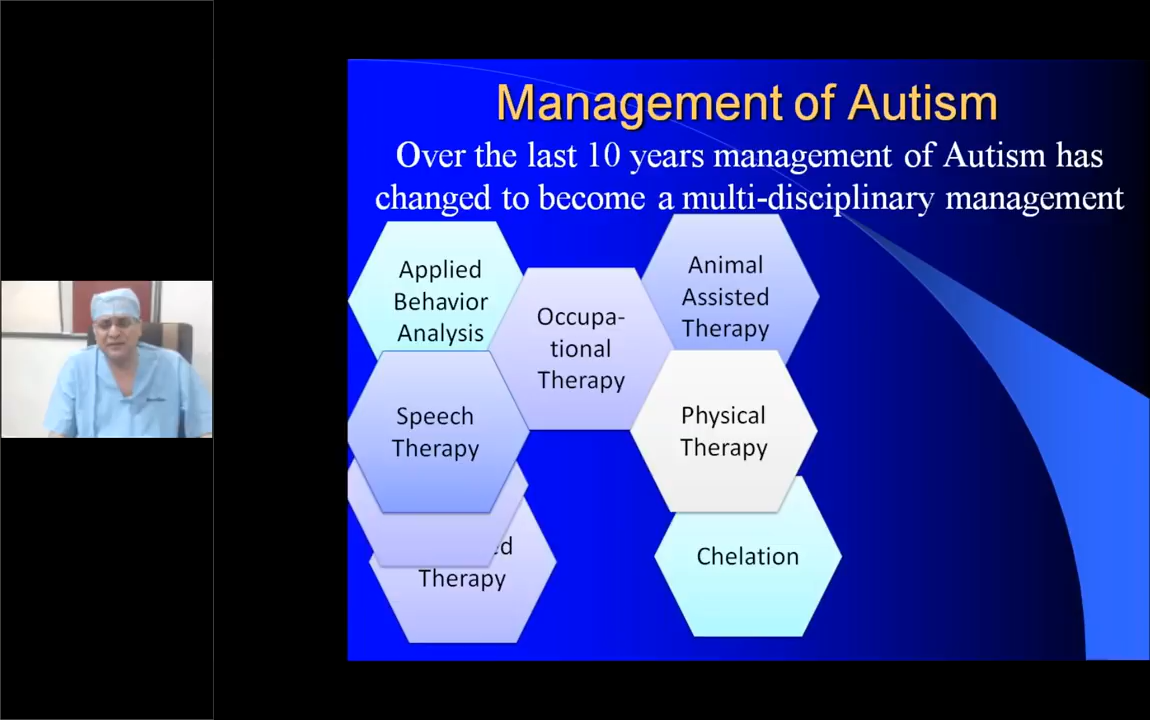 Management of Autism
Over the last 10 years management of Autism has
changed to become a multi-disciplinary management
Applied
Behavior
Analysis
Occupa-
tional
Therapy
Animal
Assisted
Therapy
Speech
Therapy
Physical
Therapy
Therapy
Chelation